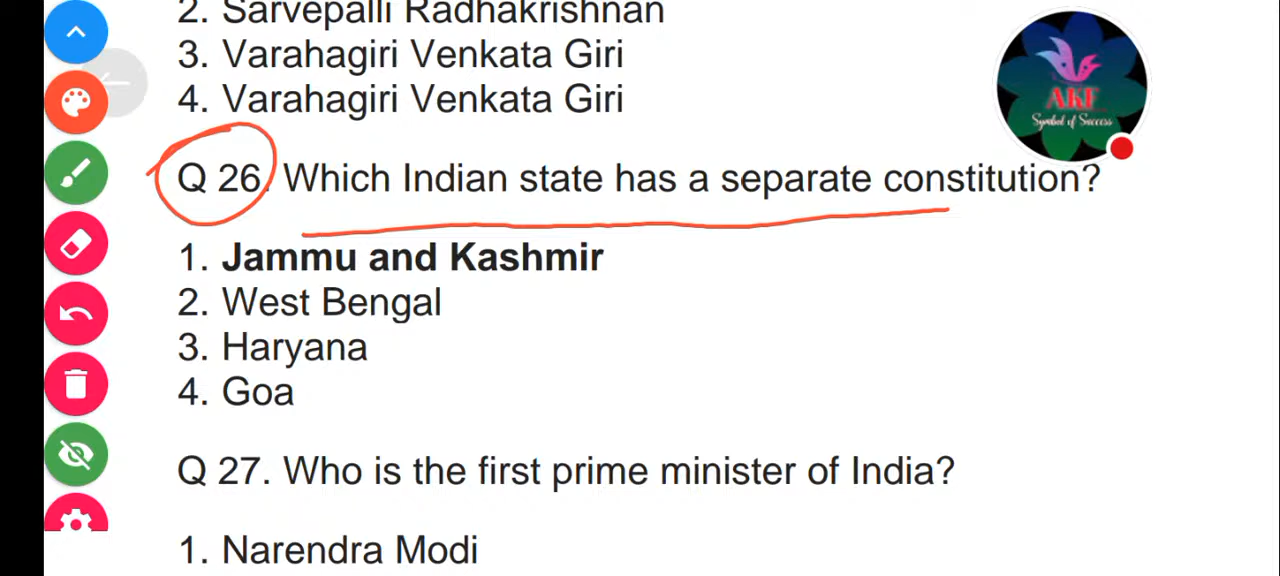 2. Sarvepalli Radhakrishnan
3. Varahagiri Venkata Giri
4. Varahagiri Venkata Giri
AKF
Symbol of Success
Q 26. Which Indian state has a separate constitution?
1. Jammu and Kashmir
2. West Bengal
3. Haryana
4. Goa
Q 27. Who is the first prime minister of India?
1. Narendra Modi